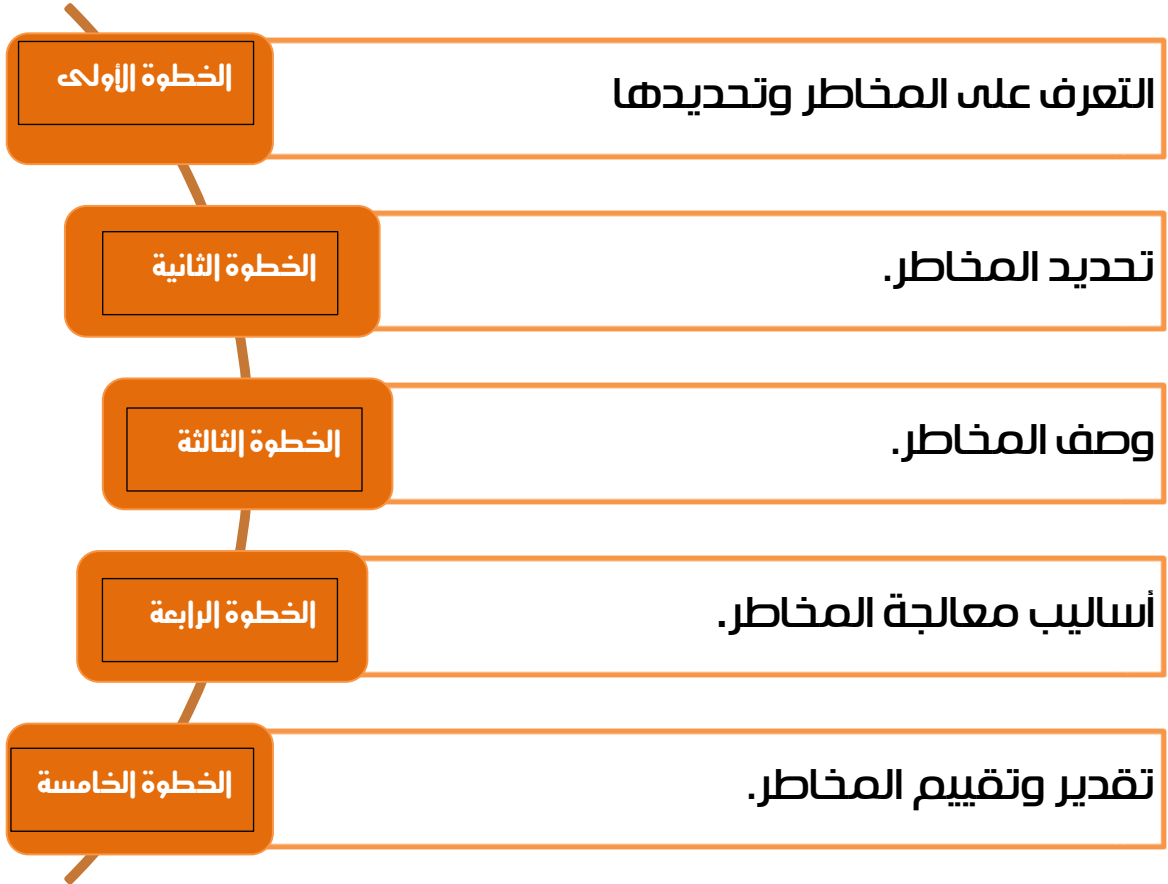 الخطوة الأولى
التعرف على المخاطر وتحديدها
الخطوة الثانية
تحديد المخاطر.
الخطوة الثالثة
وصف المخاطر.
الخطوة الرابعة
أساليب معالجة المخاطر.
الخطوة الخامسة
تقدير وتقييم المخاطر.